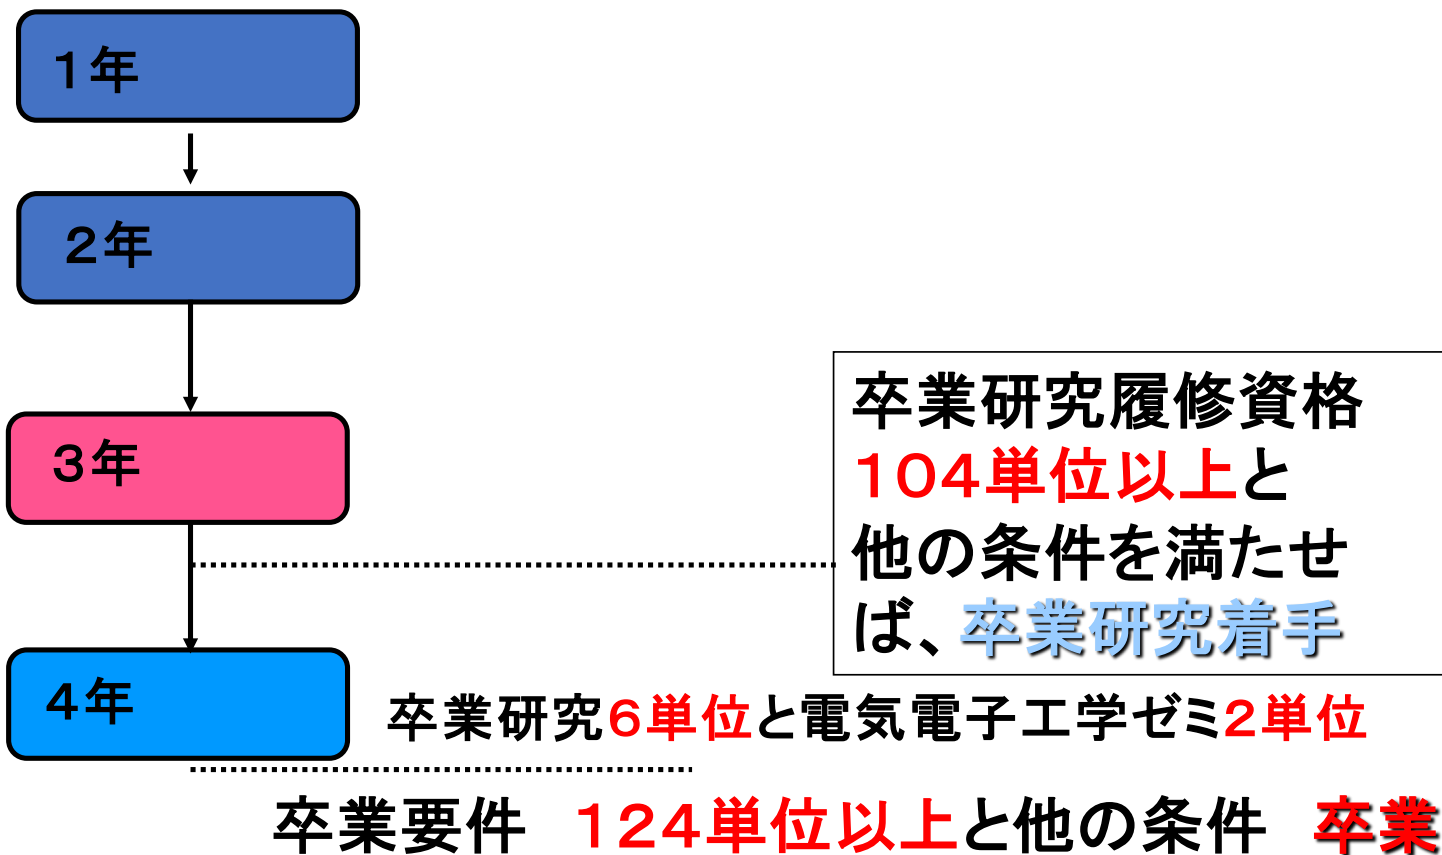 １年
２年
３年
卒業研究履修資格
１０４単位以上と
他の条件を満たせ
ば、卒業研究着手
４年
卒業研究６単位と電気電子工学ゼミ２単位
卒業要件　１２４単位以上と他の条件　卒業